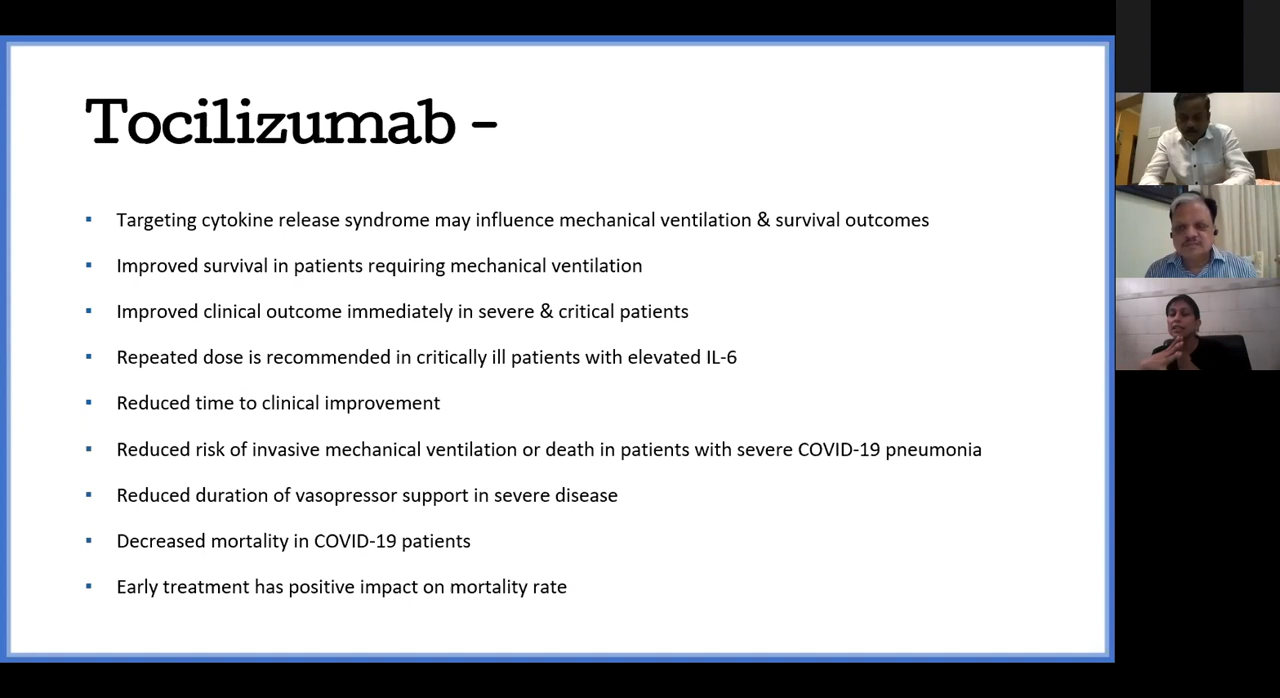 Tocilizumab –
▪ Targeting cytokine release syndrome may influence mechanical ventilation & survival outcomes
▪ Improved survival in patients requiring mechanical ventilation
▪ Improved clinical outcome immediately in severe & critical patients
▪ Repeated dose is recommended in critically ill patients with elevated IL-6
▪ Reduced time to clinical improvement
▪ Reduced risk of invasive mechanical ventilation or death in patients with severe COVID-19 pneumonia
▪ Reduced duration of vasopressor support in severe disease
▪ Decreased mortality in COVID-19 patients
▪ Early treatment has positive impact on mortality rate